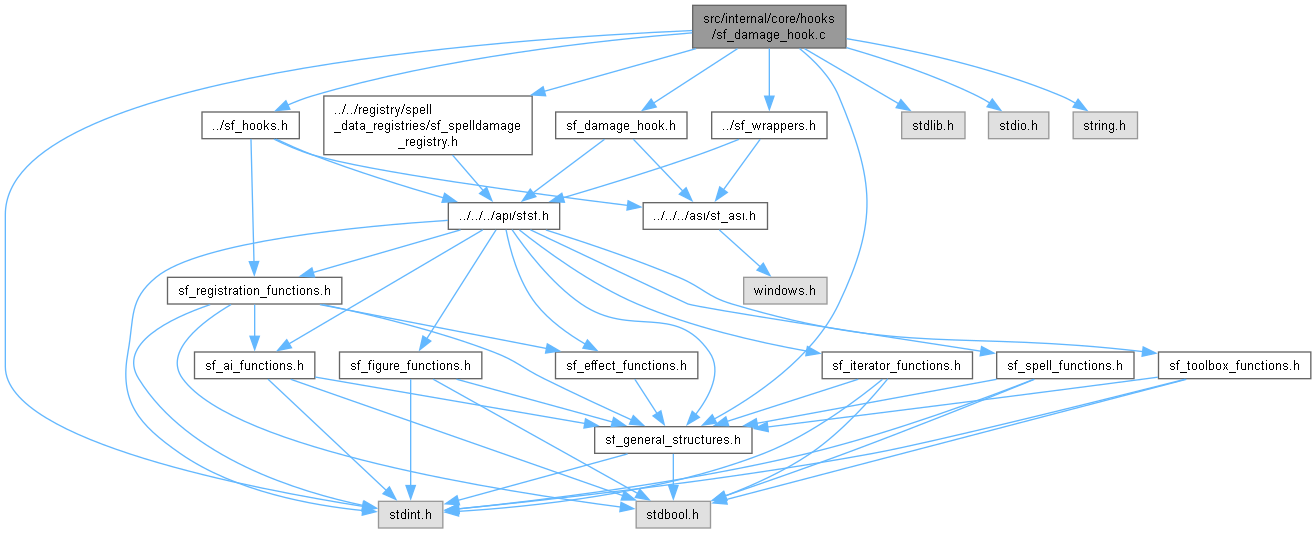 src/internal/core/hooks
/sf_damage_hook.c
../sf_hooks.h
../../registry/spell
_data_registries/sf_spelldamage
_registry.h
sf_damage_hook.h
../sf_wrappers.h
stdlib.h
stdio.h
string.h
../../../api/sfsf.h
../../../asi/sf_asi.h
sf_registration_functions.h
windows.h
sf_ai_functions.h
sf_figure_functions.h
sf_effect_functions.h
sf_iterator_functions.h
sf_spell_functions.h
sf_toolbox_functions.h
sf_general_structures.h
stdint.h
stdbool.h